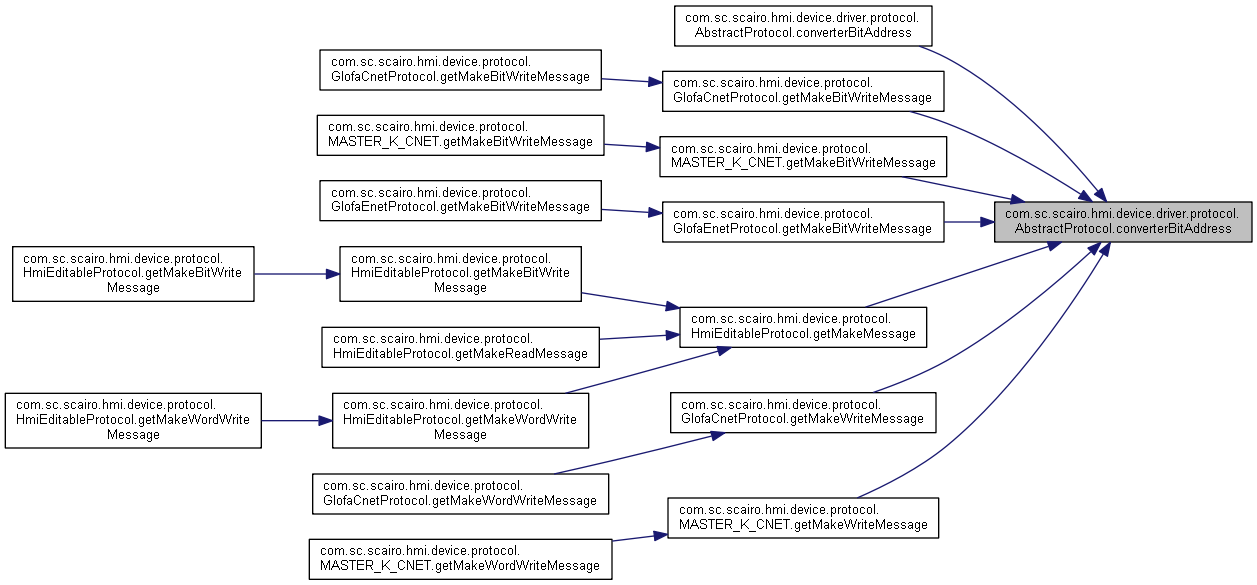 com.sc.scairo.hmi.device.driver.protocol.
AbstractProtocol.converterBitAddress
com.sc.scairo.hmi.device.protocol.
GlofaCnetProtocol.getMakeBitWriteMessage
com.sc.scairo.hmi.device.protocol.
GlofaCnetProtocol.getMakeBitWriteMessage
com.sc.scairo.hmi.device.protocol.
MASTER_K_CNET.getMakeBitWriteMessage
com.sc.scairo.hmi.device.protocol.
MASTER_K_CNET.getMakeBitWriteMessage
com.sc.scairo.hmi.device.protocol.
GlofaEnetProtocol.getMakeBitWriteMessage
com.sc.scairo.hmi.device.protocol.
GlofaEnetProtocol.getMakeBitWriteMessage
com.sc.scairo.hmi.device.driver.protocol.
AbstractProtocol.converterBitAddress
com.sc.scairo.hmi.device.protocol.
HmiEditableProtocol.getMakeBitWrite
Message
com.sc.scairo.hmi.device.protocol.
HmiEditableProtocol.getMakeBitWrite
Message
com.sc.scairo.hmi.device.protocol.
HmiEditableProtocol.getMakeMessage
com.sc.scairo.hmi.device.protocol.
HmiEditableProtocol.getMakeReadMessage
com.sc.scairo.hmi.device.protocol.
HmiEditableProtocol.getMakeWordWrite
Message
com.sc.scairo.hmi.device.protocol.
HmiEditableProtocol.getMakeWordWrite
Message
com.sc.scairo.hmi.device.protocol.
GlofaCnetProtocol.getMakeWriteMessage
com.sc.scairo.hmi.device.protocol.
GlofaCnetProtocol.getMakeWordWriteMessage
com.sc.scairo.hmi.device.protocol.
MASTER_K_CNET.getMakeWriteMessage
com.sc.scairo.hmi.device.protocol.
MASTER_K_CNET.getMakeWordWriteMessage